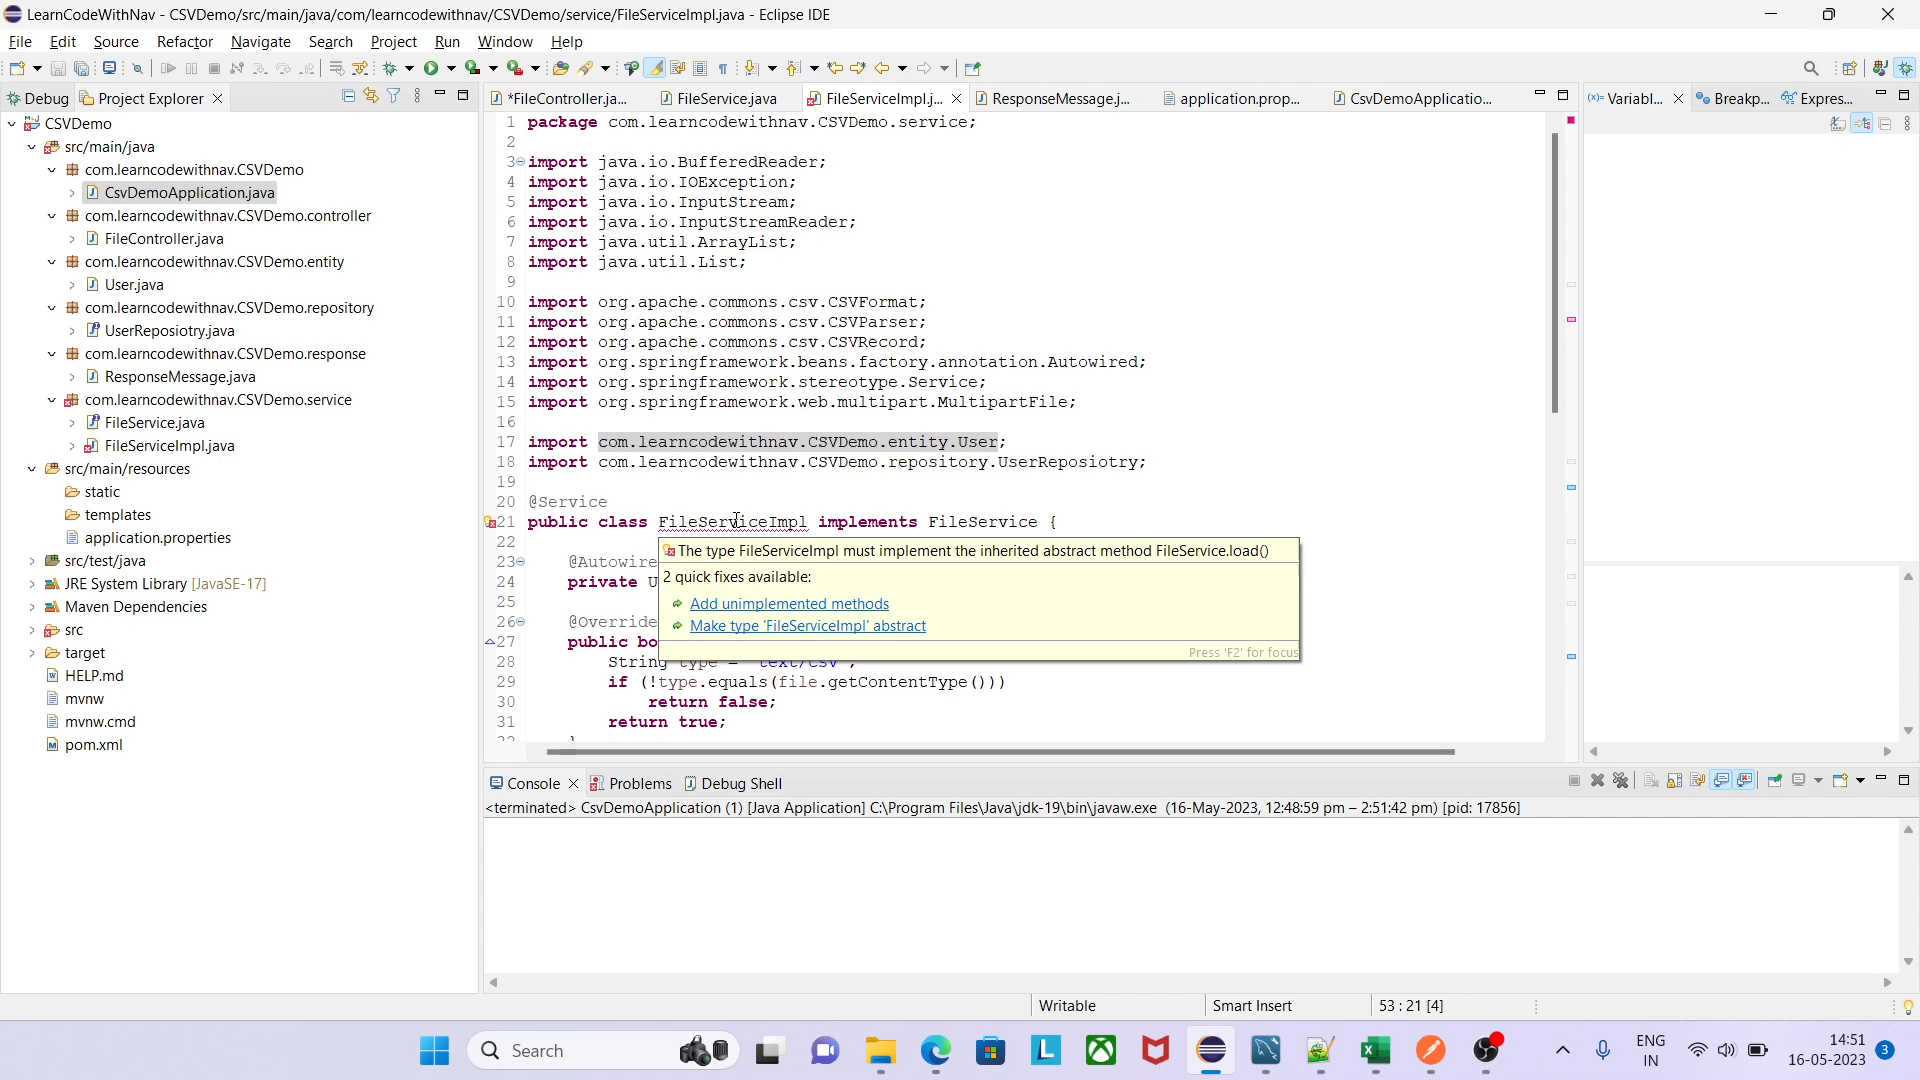 LearnCodeWithNav - CSVDemo/src/main/java/com/learncodewithnav/CSVDemo/service/FileServiceImpl.java - Eclipse IDE
File Edit Source Refactor Navigate Search Project Run Window Help
Debug Project Explorer
*FileController.ja... FileService.java FileServiceImpl.j... ResponseMessage.j... application.prop... CsvDemoApplicatio...
Variabl... Breakp... Expres...
CSVDemo
src/main/java
com.learncodewithnav.CSVDemo
CsvDemoApplication.java
com.learncodewithnav.CSVDemo.controller
FileController.java
com.learncodewithnav.CSVDemo.entity
User.java
com.learncodewithnav.CSVDemo.repository
UserReposiotry.java
com.learncodewithnav.CSVDemo.response
ResponseMessage.java
com.learncodewithnav.CSVDemo.service
FileService.java
FileServiceImpl.java
src/main/resources
static
templates
application.properties
src/test/java
JRE System Library [JavaSE-17]
Maven Dependencies
src
target
HELP.md
mvnw
mvnw.cmd
pom.xml
1 package com.learncodewithnav.CSVDemo.service;
2
3 import java.io.BufferedReader;
4 import java.io.IOException;
5 import java.io.InputStream;
6 import java.io.InputStreamReader;
7 import java.util.ArrayList;
8 import java.util.List;
9
10 import org.apache.commons.csv.CSVFormat;
11 import org.apache.commons.csv.CSVParser;
12 import org.apache.commons.csv.CSVRecord;
13 import org.springframework.beans.factory.annotation.Autowired;
14 import org.springframework.stereotype.Service;
15 import org.springframework.web.multipart.MultipartFile;
16
17 import com.learncodewithnav.CSVDemo.entity.User;
18 import com.learncodewithnav.CSVDemo.repository.UserReposiotry;
19
20 @Service
21 public class FileServiceImpl implements FileService {
22
23 @Autowire
24 private U
25
26 @Override
27 public bo
28 String type = "text/csv";
29 if (!type.equals(file.getContentType()))
30 return false;
31 return true;
The type FileServiceImpl must implement the inherited abstract method FileService.load()
2 quick fixes available:
Add unimplemented methods
Make type 'FileServiceImpl' abstract
Press 'F2' for focus
Console Problems Debug Shell
<terminated> CsvDemoApplication (1) [Java Application] C:\Program Files\Java\jdk-19\bin\javaw.exe (16-May-2023, 12:48:59 pm – 2:51:42 pm) [pid: 17856]
Writable Smart Insert 53 : 21 [4]
Search
ENG
IN
14:51
16-05-2023
3